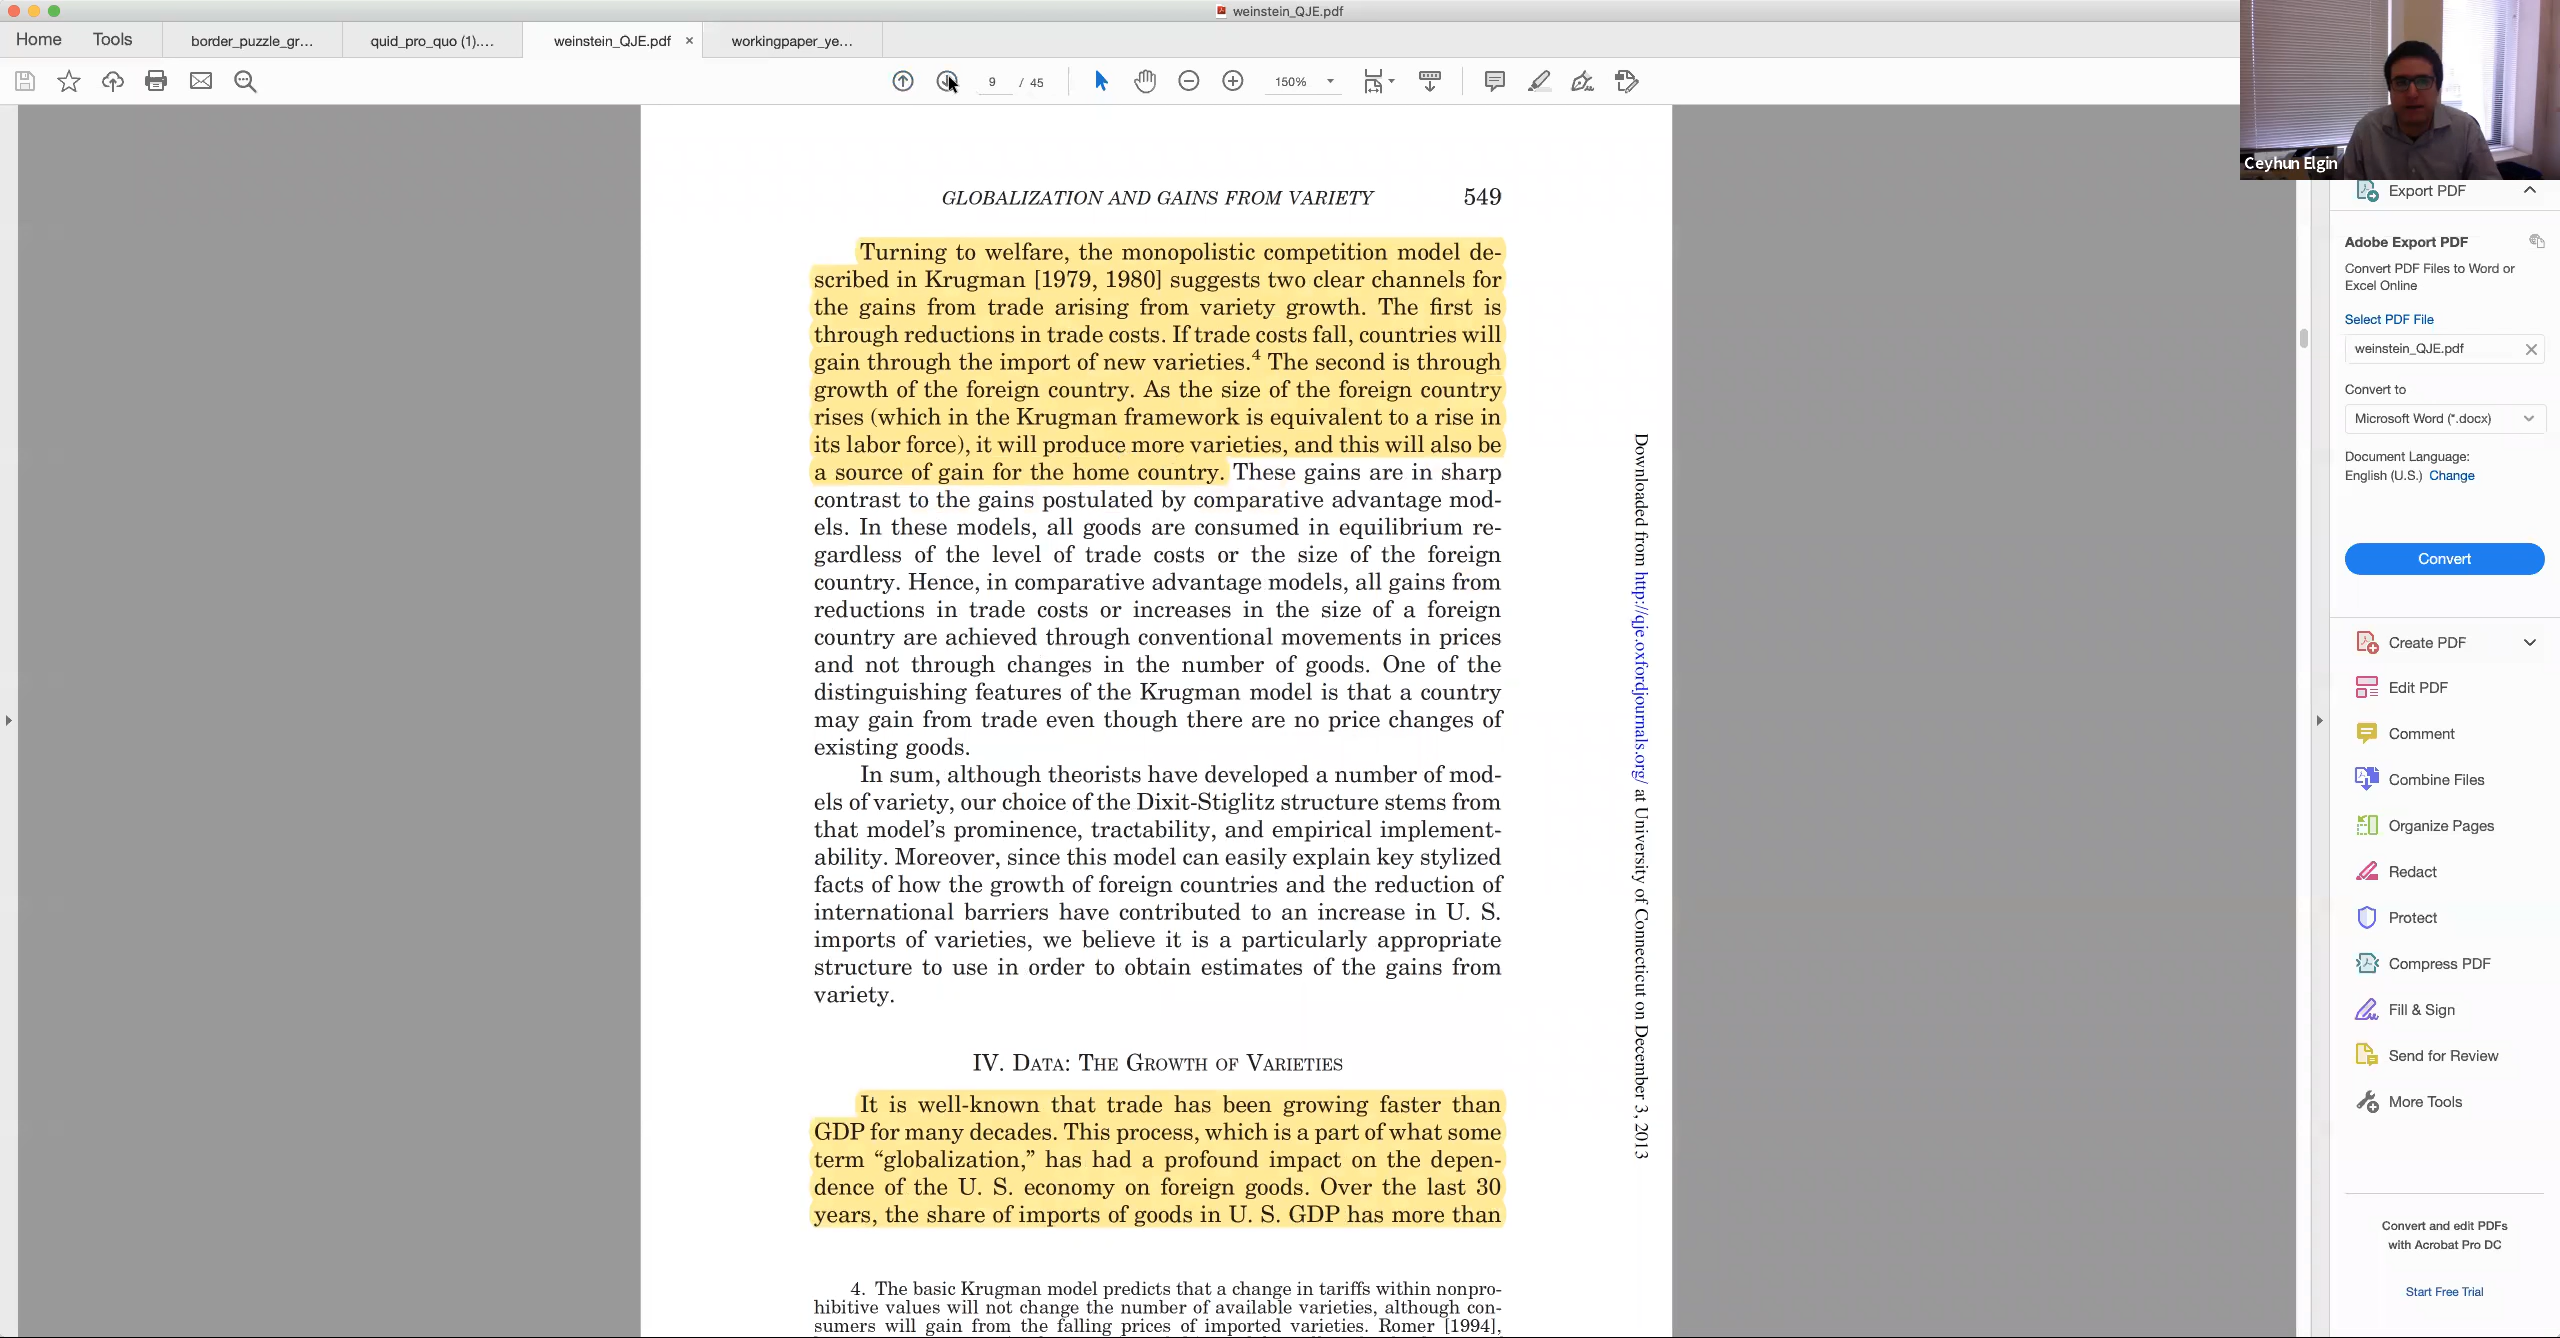 weinstein_QJE.pdf
Home
Tools
border_puzzle_gr...
quid_pro_quo (1)....
weinstein_QJE.pdf ×
workingpaper_ye...
9 / 45
150%
Ceyhun Elgin
GLOBALIZATION AND GAINS FROM VARIETY 549
Turning to welfare, the monopolistic competition model de-
scribed in Krugman [1979, 1980] suggests two clear channels for
the gains from trade arising from variety growth. The first is
through reductions in trade costs. If trade costs fall, countries will
gain through the import of new varieties.4 The second is through
growth of the foreign country. As the size of the foreign country
rises (which in the Krugman framework is equivalent to a rise in
its labor force), it will produce more varieties, and this will also be
a source of gain for the home country. These gains are in sharp
contrast to the gains postulated by comparative advantage mod-
els. In these models, all goods are consumed in equilibrium re-
gardless of the level of trade costs or the size of the foreign
country. Hence, in comparative advantage models, all gains from
reductions in trade costs or increases in the size of a foreign
country are achieved through conventional movements in prices
and not through changes in the number of goods. One of the
distinguishing features of the Krugman model is that a country
may gain from trade even though there are no price changes of
existing goods.
In sum, although theorists have developed a number of mod-
els of variety, our choice of the Dixit-Stiglitz structure stems from
that model's prominence, tractability, and empirical implement-
ability. Moreover, since this model can easily explain key stylized
facts of how the growth of foreign countries and the reduction of
international barriers have contributed to an increase in U. S.
imports of varieties, we believe it is a particularly appropriate
structure to use in order to obtain estimates of the gains from
variety.
IV. DATA: THE GROWTH OF VARIETIES
It is well-known that trade has been growing faster than
GDP for many decades. This process, which is a part of what some
term “globalization,” has had a profound impact on the depen-
dence of the U. S. economy on foreign goods. Over the last 30
years, the share of imports of goods in U. S. GDP has more than
4. The basic Krugman model predicts that a change in tariffs within nonpro-
hibitive values will not change the number of available varieties, although con-
sumers will gain from the falling prices of imported varieties. Romer [1994],
Downloaded from http://qje.oxfordjournals.org/ at University of Connecticut on December 3, 2013
Export PDF
Adobe Export PDF
Convert PDF Files to Word or
Excel Online
Select PDF File
weinstein_QJE.pdf
Convert to
Microsoft Word (*.docx)
Document Language:
English (U.S.) Change
Convert
Create PDF
Edit PDF
Comment
Combine Files
Organize Pages
Redact
Protect
Compress PDF
Fill & Sign
Send for Review
More Tools
Convert and edit PDFs
with Acrobat Pro DC
Start Free Trial